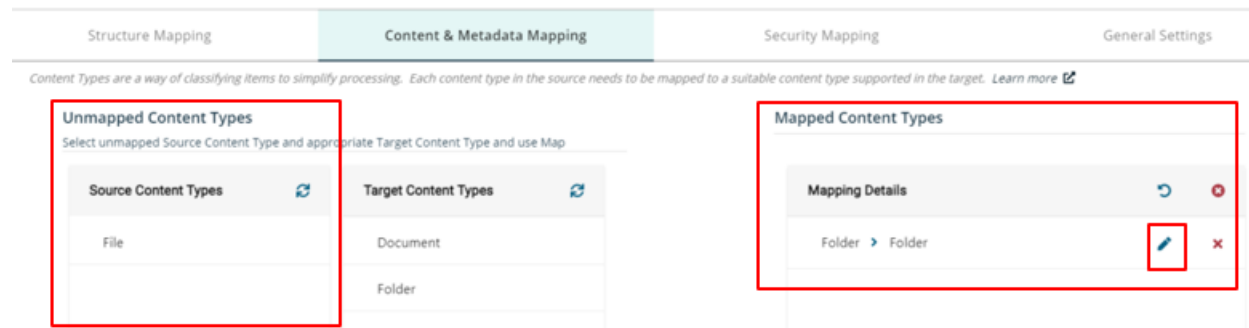 Structure Mapping
Content & Metadata Mapping
Security Mapping
General Settings
Content Types are a way of classifying items to simplify processing. Each content type in the source needs to be mapped to a suitable content type supported in the target. Learn more
Unmapped Content Types
Select unmapped Source Content Type and appropriate Target Content Type and use Map
Source Content Types
Target Content Types
File
Document
Folder
Mapped Content Types
Mapping Details
Folder > Folder